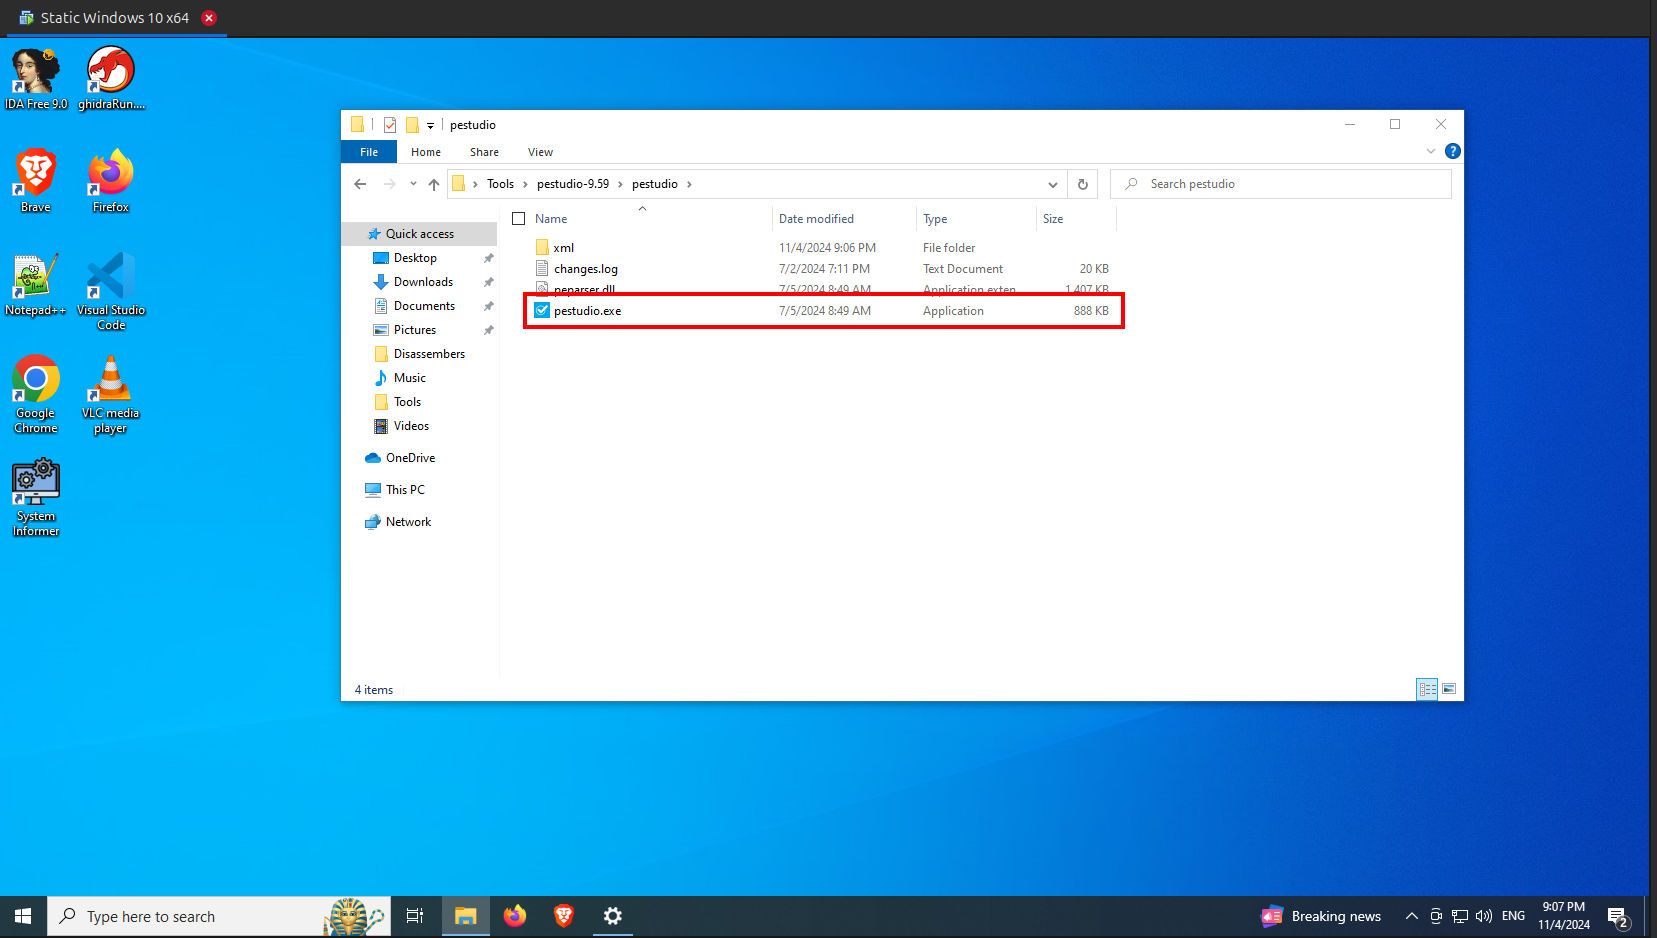 Static Windows 10 x64
IDA Free 9.0
ghidraRun....
Brave
Firefox
Notepad++
Visual Studio
Code
Google
Chrome
VLC media
player
System
Informer
pestudio
File
Home
Share
View
?
Tools
pestudio-9.59
pestudio
Search pestudio
Quick access
Desktop
Downloads
Documents
Pictures
Disassembers
Music
Tools
Videos
OneDrive
This PC
Network
Name
Date modified
Type
Size
xml
11/4/2024 9:06 PM
File folder
changes.log
7/2/2024 7:11 PM
Text Document
20 KB
peparser.dll
7/5/2024 8:49 AM
Application exten
1,407 KB
pestudio.exe
7/5/2024 8:49 AM
Application
888 KB
4 items
Type here to search
Breaking news
ENG
9:07 PM
11/4/2024
2